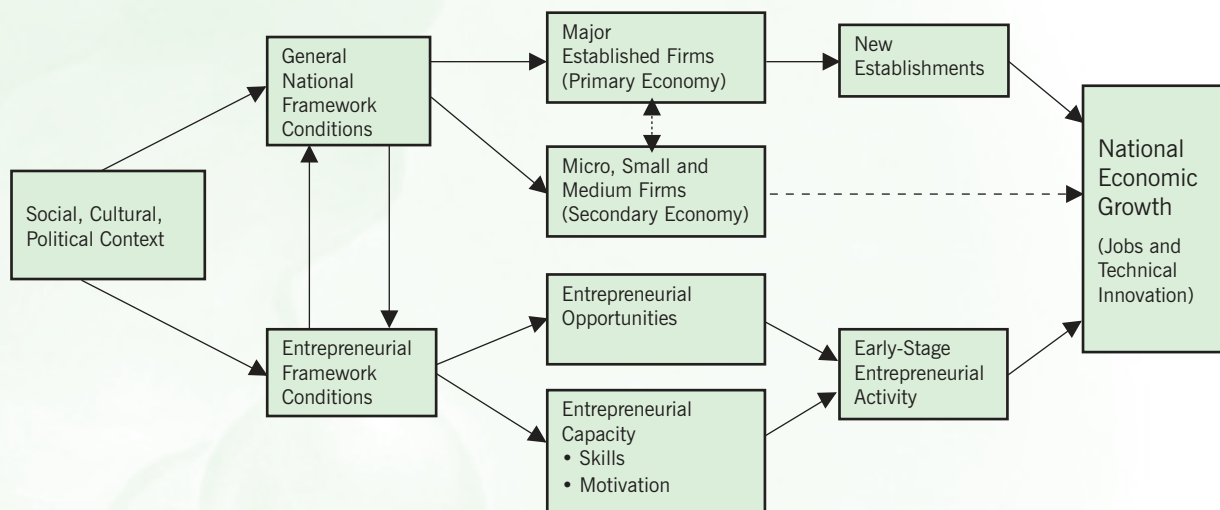 Social, Cultural,
Political Context
General
National
Framework
Conditions
Entrepreneurial
Framework
Conditions
Major
Established Firms
(Primary Economy)
Micro, Small and
Medium Firms
(Secondary Economy)
Entrepreneurial
Opportunities
Entrepreneurial
Capacity
• Skills
• Motivation
New
Establishments
Early-Stage
Entrepreneurial
Activity
National
Economic
Growth
(Jobs and
Technical
Innovation)